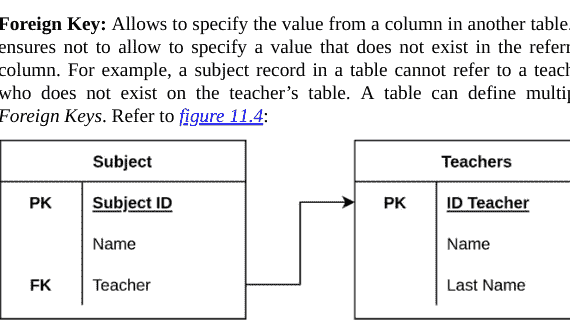 Foreign Key: Allows to specify the value from a column in another table.
ensures not to allow to specify a value that does not exist in the
column. For example, a subject record in a table cannot refer to a
who does not exist on the teacher’s table. A table can define
Foreign Keys. Refer to figure 11.4:
Subject
Teachers
PK Subject ID
PK ID Teacher
Name
Name
FK Teacher
Last Name